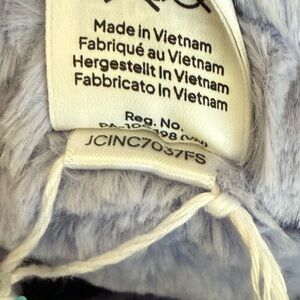 Made in Vietnam
Fabriqué au Vietnam
Hergestellt in Vietnam
Fabbricato in Vietnam
Reg. No.
JCINC7037FS